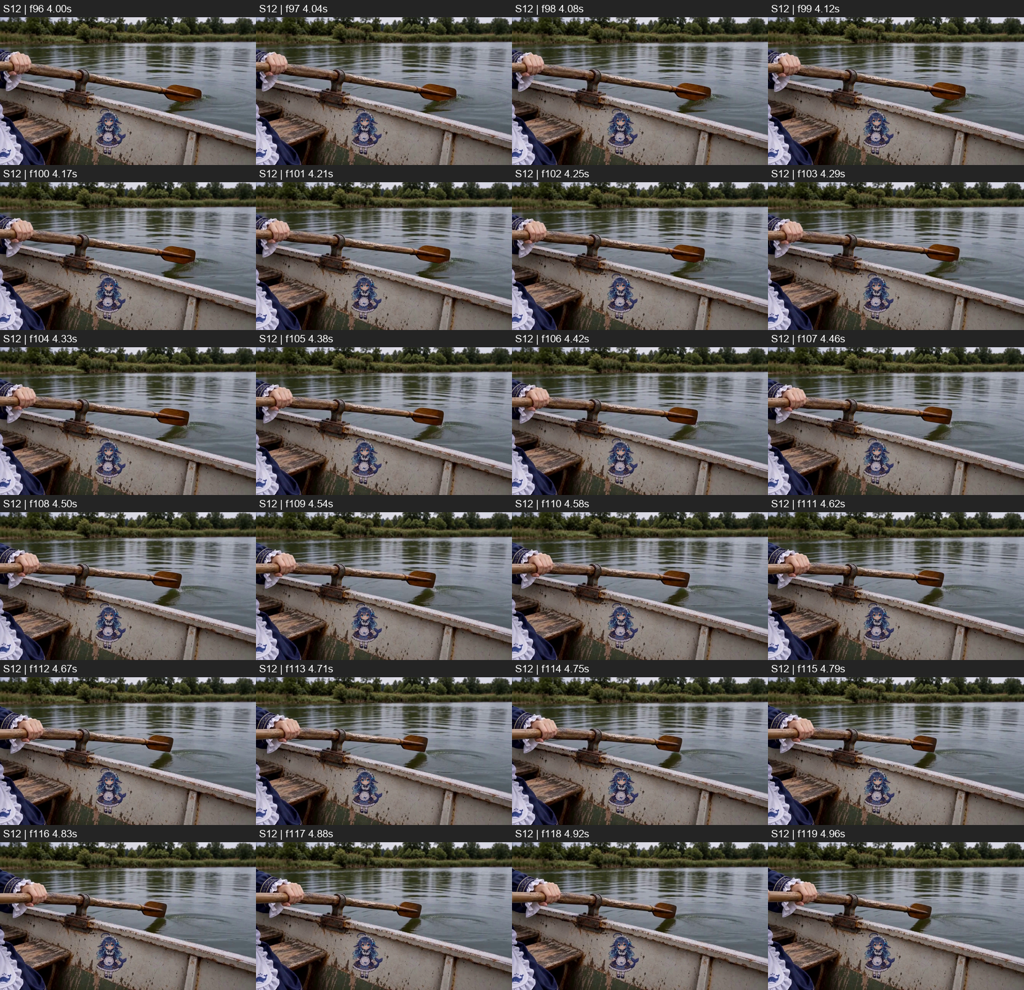 S12 | f96 4.00s
S12 | f97 4.04s
S12 | f98 4.08s
S12 | f99 4.12s
S12 | f100 4.17s
S12 | f101 4.21s
S12 | f102 4.25s
S12 | f103 4.29s
S12 | f104 4.33s
S12 | f105 4.38s
S12 | f106 4.42s
S12 | f107 4.46s
S12 | f108 4.50s
S12 | f109 4.54s
S12 | f110 4.58s
S12 | f111 4.62s
S12 | f112 4.67s
S12 | f113 4.71s
S12 | f114 4.75s
S12 | f115 4.79s
S12 | f116 4.83s
S12 | f117 4.88s
S12 | f118 4.92s
S12 | f119 4.96s